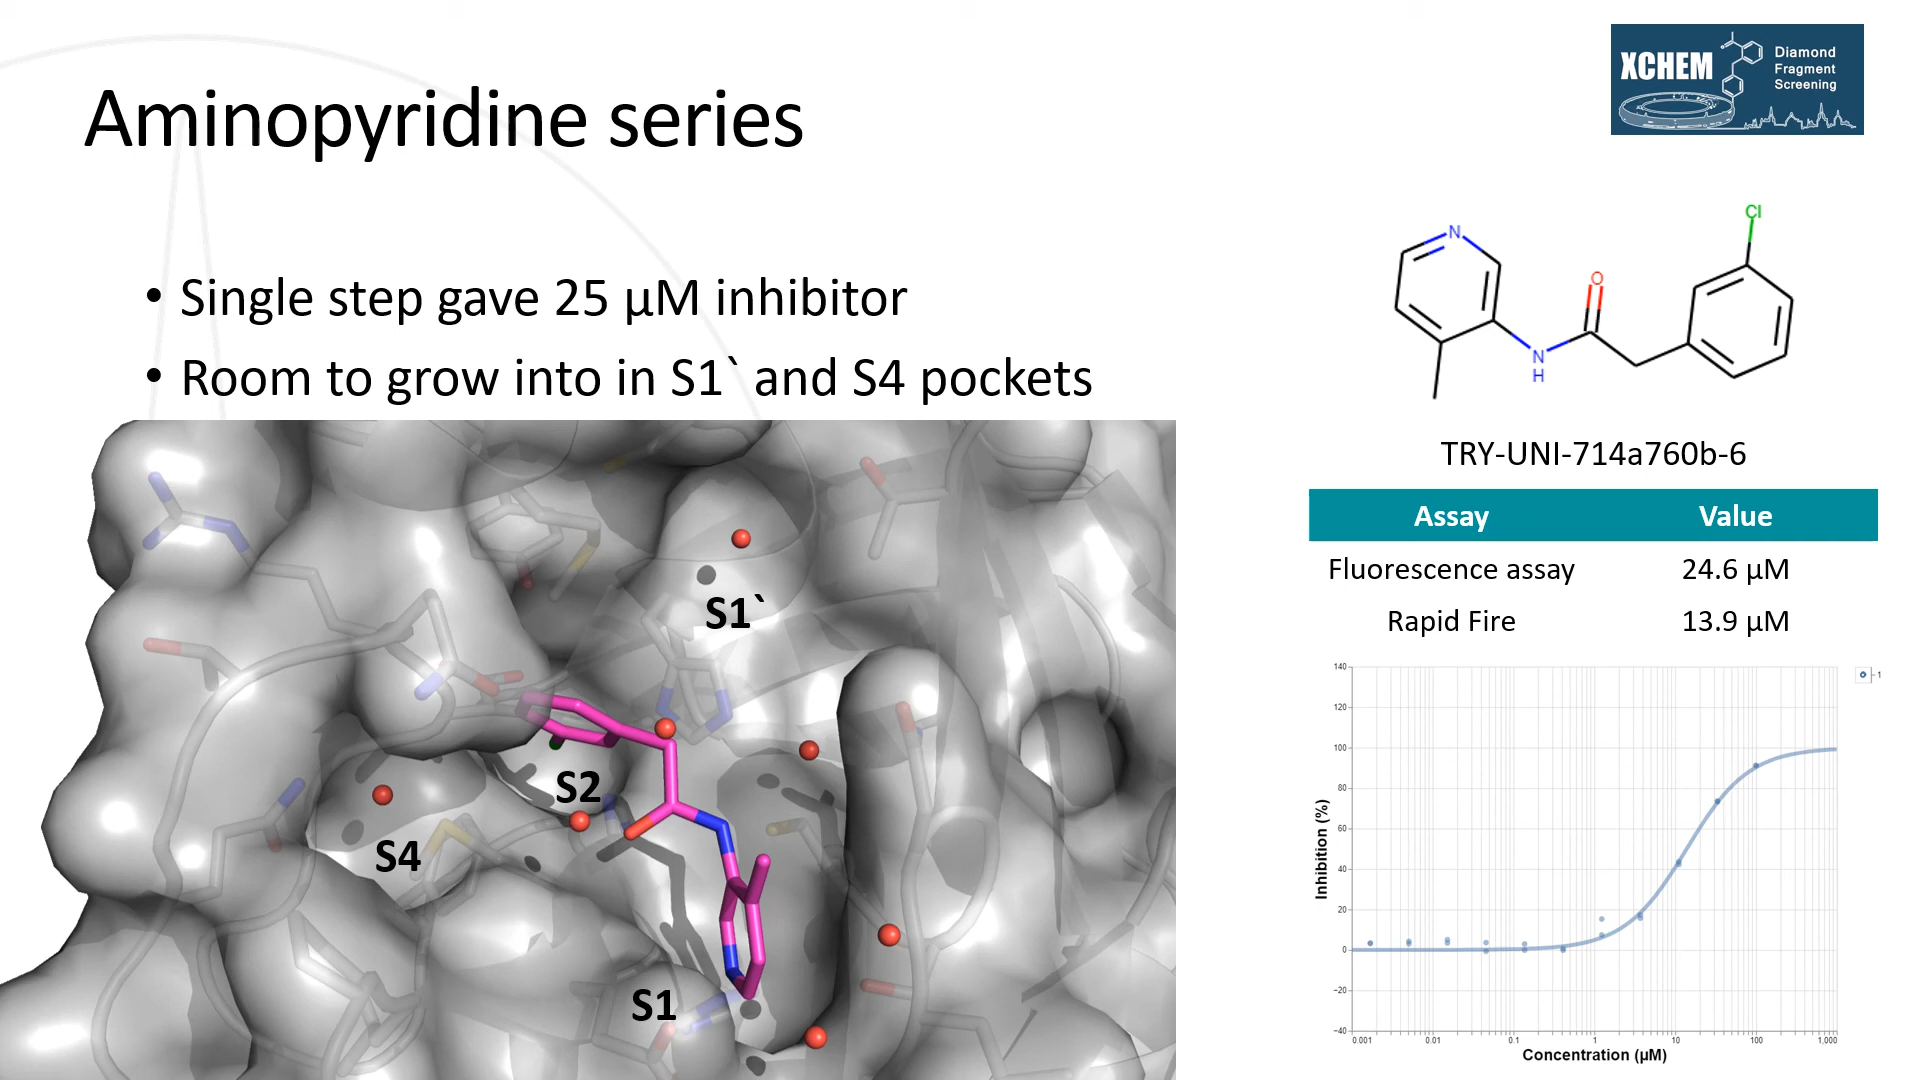 Aminopyridine series
XCHEM
Diamond
Fragment
Screening
• Single step gave 25 µM inhibitor
• Room to grow into in S1` and S4 pockets
Cl
N
O
N
H
TRY-UNI-714a760b-6
Assay Value
Fluorescence assay 24.6 µM
Rapid Fire 13.9 µM
S1`
S2
S4
S1
1
Inhibition (%)
140
120
100
80
60
40
20
0
−20
−40
0.001 0.01 0.1 1 10 100 1,000
Concentration (µM)